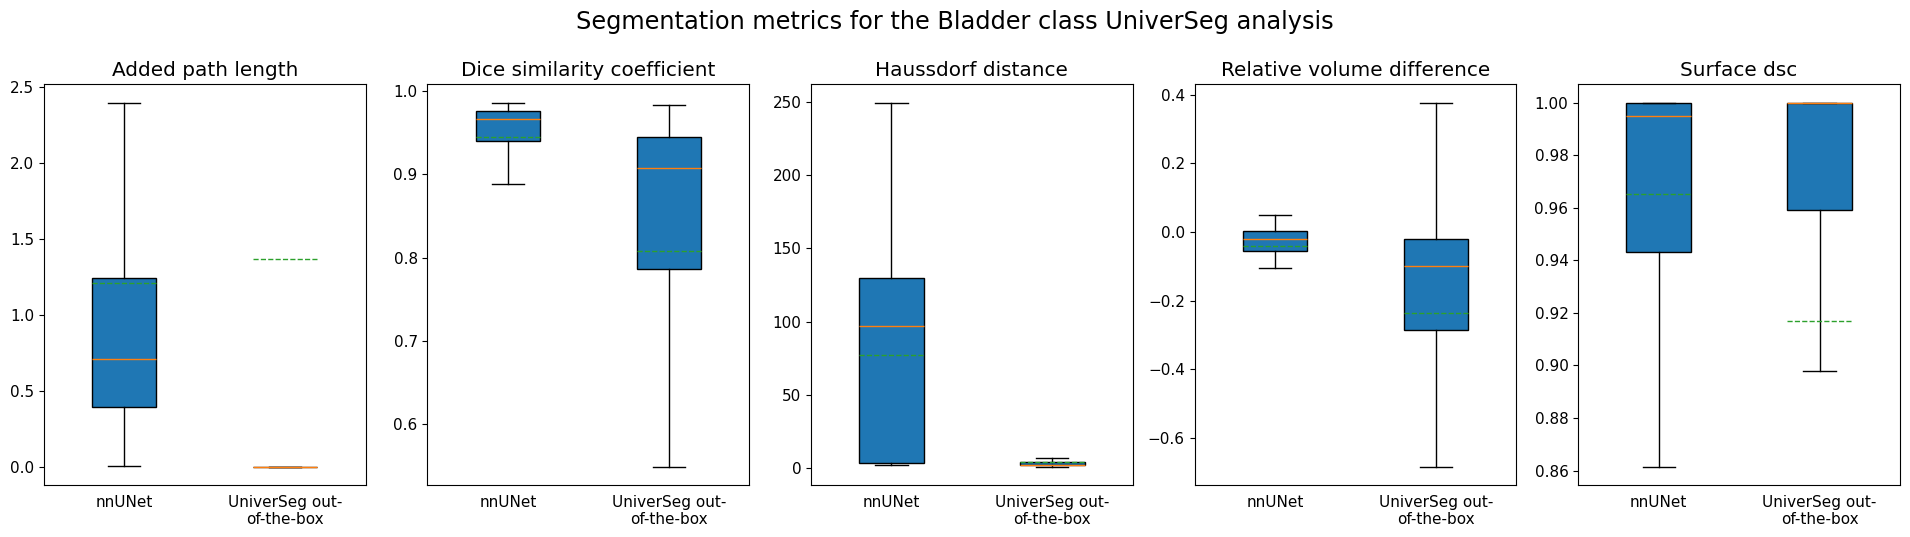 Segmentation metrics for the Bladder class UniverSeg analysis
Added path length
2.5
2.0
1.5
1.0
0.5
0.0
nnUNet
UniverSeg out-
of-the-box
Dice similarity coefficient
1.0
0.9
0.8
0.7
0.6
nnUNet
UniverSeg out-
of-the-box
Haussdorf distance
250
200
150
100
50
0
nnUNet
UniverSeg out-
of-the-box
Relative volume difference
0.4
0.2
0.0
−0.2
−0.4
−0.6
nnUNet
UniverSeg out-
of-the-box
Surface dsc
1.00
0.98
0.96
0.94
0.92
0.90
0.88
0.86
nnUNet
UniverSeg out-
of-the-box